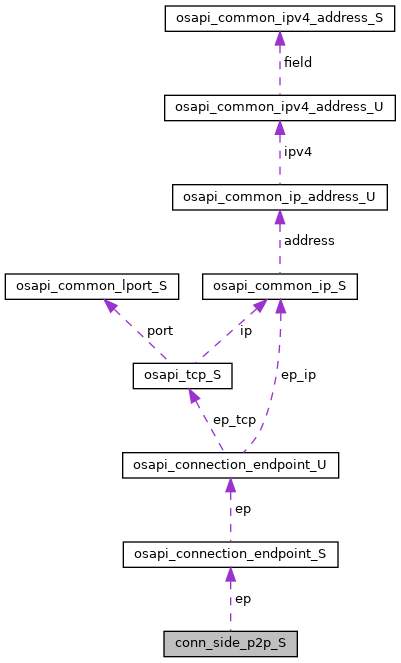 osapi_common_ipv4_address_S
field
osapi_common_ipv4_address_U
ipv4
osapi_common_ip_address_U
address
osapi_common_lport_S
osapi_common_ip_S
port
ip
osapi_tcp_S
ep_ip
ep_tcp
osapi_connection_endpoint_U
ep
osapi_connection_endpoint_S
ep
conn_side_p2p_S